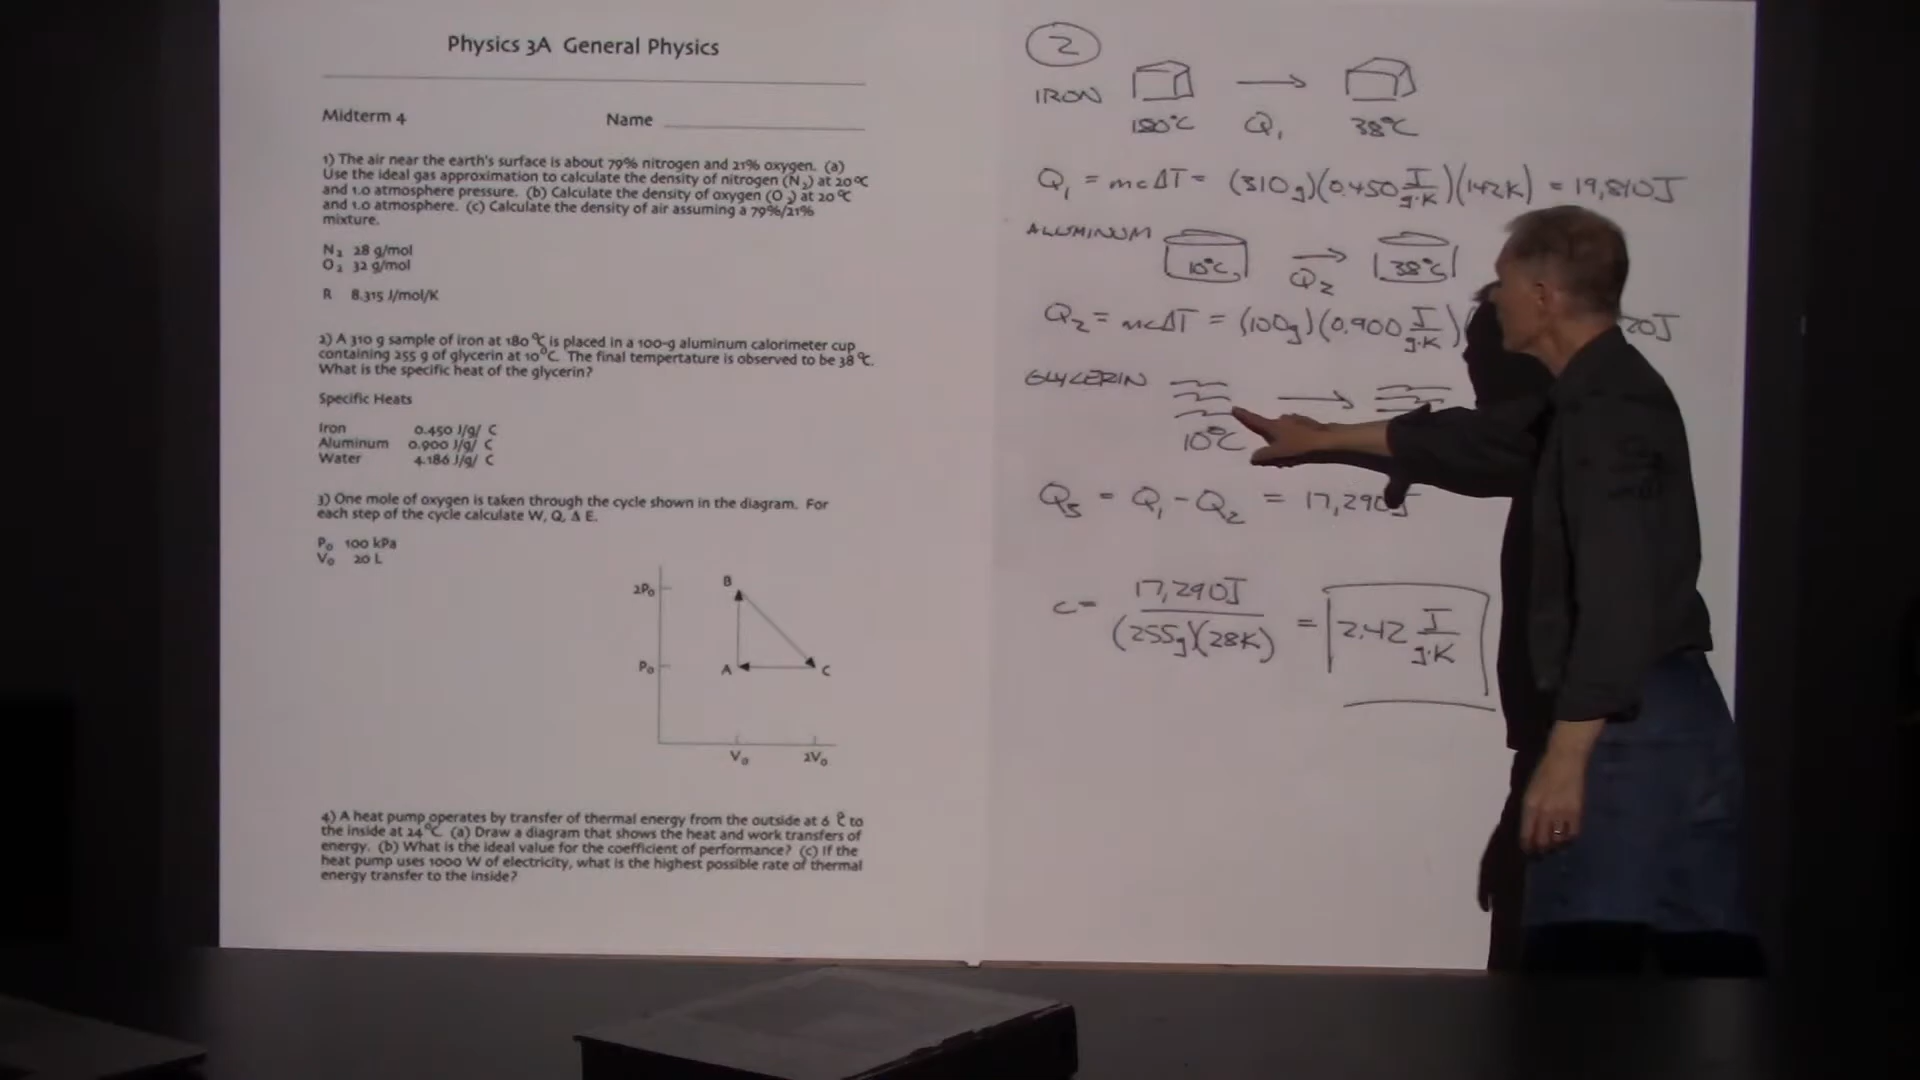 Physics 3A General Physics
Midterm 4
Name
1) The air near the earth's surface is about 79% nitrogen and 21% oxygen. (a)
Use the ideal gas approximation to calculate the density of nitrogen (N₂) at 20 °C
and 1.0 atmosphere pressure. (b) Calculate the density of oxygen (O₂) at 20 °C
and 1.0 atmosphere. (c) Calculate the density of air assuming a 79%/21%
mixture.
N₂ 28 g/mol
O₂ 32 g/mol
R 8.315 J/mol/K
2) A 310 g sample of iron at 180 °C is placed in a 100-g aluminum calorimeter cup
containing 255 g of glycerin at 10°C. The final tempertature is observed to be 38 °C.
What is the specific heat of the glycerin?
Specific Heats
Iron 0.450 J/g/ C
Aluminum 0.900 J/g/ C
Water 4.186 J/g/ C
3) One mole of oxygen is taken through the cycle shown in the diagram. For
each step of the cycle calculate W, Q, Δ E.
P₀ 100 kPa
V₀ 20 L
2P₀
B
P₀
A
C
V₀
2V₀
4) A heat pump operates by transfer of thermal energy from the outside at 6 °C to
the inside at 24 °C. (a) Draw a diagram that shows the heat and work transfers of
energy. (b) What is the ideal value for the coefficient of performance? (c) If the
heat pump uses 1000 W of electricity, what is the highest possible rate of thermal
energy transfer to the inside?
2
IRON
180°C Q₁ 38°C
Q₁ = mcΔT = (310g)(0.450 J/g·K)(142K) = 19,810J
ALUMINUM
10°C Q₂ 38°C
Q₂ = mcΔT = (100g)(0.900 J/g·K)( 20J
GLYCERIN
10°C
Q₃ = Q₁ - Q₂ = 17,290J
c = 17,290J / (255g)(28K) = 2.42 J/g·K